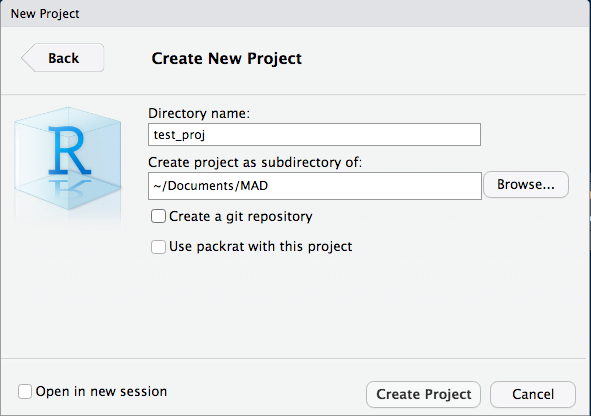 New Project
Back
Create New Project
Directory name:
test_proj
Create project as subdirectory of:
~/Documents/MAD
Browse...
Create a git repository
Use packrat with this project
R
Open in new session
Create Project
Cancel